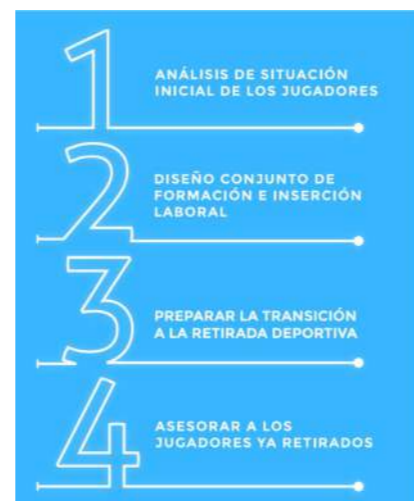 1
ANÁLISIS DE SITUACIÓN
INICIAL DE LOS JUGADORES
2
DISEÑO CONJUNTO DE
FORMACIÓN E INSERCIÓN
LABORAL
3
PREPARAR LA TRANSICIÓN
A LA RETIRADA DEPORTIVA
4
ASESORAR A LOS
JUGADORES YA RETIRADOS